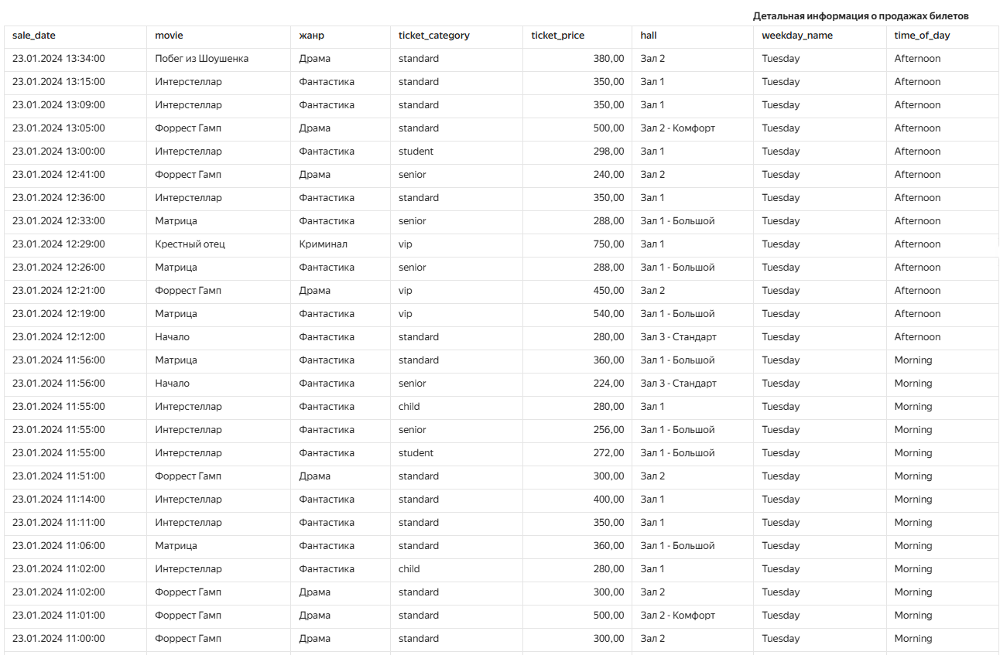 Детальная информация о продажах билетов
sale_date movie жанр ticket_category ticket_price hall weekday_name time_of_day
23.01.2024 13:34:00 Побег из Шоушенка Драма standard 380,00 Зал 2 Tuesday Afternoon
23.01.2024 13:15:00 Интерстеллар Фантастика standard 350,00 Зал 1 Tuesday Afternoon
23.01.2024 13:09:00 Интерстеллар Фантастика standard 350,00 Зал 1 Tuesday Afternoon
23.01.2024 13:05:00 Форрест Гамп Драма standard 500,00 Зал 2 - Комфорт Tuesday Afternoon
23.01.2024 13:00:00 Интерстеллар Фантастика student 298,00 Зал 1 Tuesday Afternoon
23.01.2024 12:41:00 Форрест Гамп Драма senior 240,00 Зал 2 Tuesday Afternoon
23.01.2024 12:36:00 Интерстеллар Фантастика standard 350,00 Зал 1 Tuesday Afternoon
23.01.2024 12:33:00 Матрица Фантастика senior 288,00 Зал 1 - Большой Tuesday Afternoon
23.01.2024 12:29:00 Крестный отец Криминал vip 750,00 Зал 1 Tuesday Afternoon
23.01.2024 12:26:00 Матрица Фантастика senior 288,00 Зал 1 - Большой Tuesday Afternoon
23.01.2024 12:21:00 Форрест Гамп Драма vip 450,00 Зал 2 Tuesday Afternoon
23.01.2024 12:19:00 Матрица Фантастика vip 540,00 Зал 1 - Большой Tuesday Afternoon
23.01.2024 12:12:00 Начало Фантастика standard 280,00 Зал 3 - Стандарт Tuesday Afternoon
23.01.2024 11:56:00 Матрица Фантастика standard 360,00 Зал 1 - Большой Tuesday Morning
23.01.2024 11:56:00 Начало Фантастика senior 224,00 Зал 3 - Стандарт Tuesday Morning
23.01.2024 11:55:00 Интерстеллар Фантастика child 280,00 Зал 1 Tuesday Morning
23.01.2024 11:55:00 Интерстеллар Фантастика senior 256,00 Зал 1 - Большой Tuesday Morning
23.01.2024 11:55:00 Интерстеллар Фантастика student 272,00 Зал 1 - Большой Tuesday Morning
23.01.2024 11:51:00 Форрест Гамп Драма standard 300,00 Зал 2 Tuesday Morning
23.01.2024 11:14:00 Интерстеллар Фантастика standard 400,00 Зал 1 Tuesday Morning
23.01.2024 11:11:00 Интерстеллар Фантастика standard 350,00 Зал 1 Tuesday Morning
23.01.2024 11:06:00 Матрица Фантастика standard 360,00 Зал 1 - Большой Tuesday Morning
23.01.2024 11:02:00 Интерстеллар Фантастика child 280,00 Зал 1 Tuesday Morning
23.01.2024 11:02:00 Форрест Гамп Драма standard 300,00 Зал 2 Tuesday Morning
23.01.2024 11:01:00 Форрест Гамп Драма standard 500,00 Зал 2 - Комфорт Tuesday Morning
23.01.2024 11:00:00 Форрест Гамп Драма standard 300,00 Зал 2 Tuesday Morning